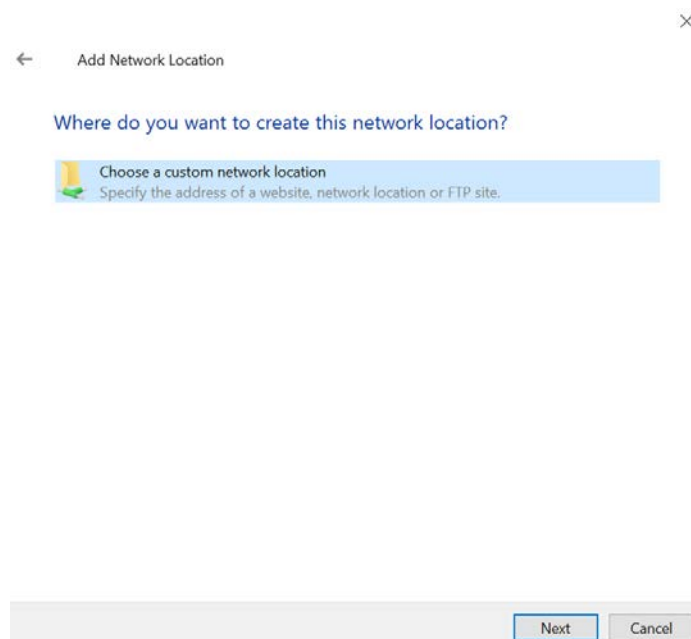 Add Network Location
Where do you want to create this network location?
Choose a custom network location
Specify the address of a website, network location or FTP site.
Next
Cancel